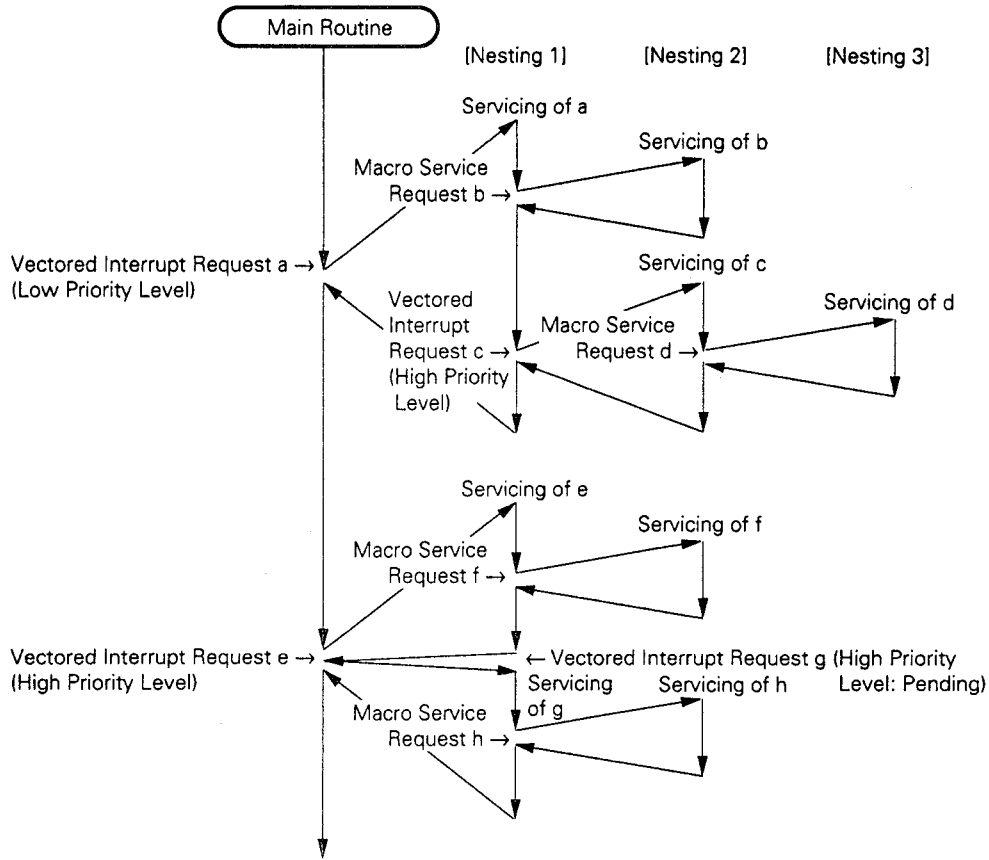 Main Routine
[Nesting 1]
[Nesting 2]
[Nesting 3]
Servicing of a
Servicing of b
Macro Service
Request b →
Vectored Interrupt Request a →
(Low Priority Level)
Servicing of c
Vectored
Interrupt
Request c →
(High Priority
Level)
Macro Service
Request d →
Servicing of d
Servicing of e
Servicing of f
Macro Service
Request f →
Vectored Interrupt Request e →
(High Priority Level)
← Vectored Interrupt Request g (High Priority
Level: Pending)
Servicing
of g
Servicing of h
Macro Service
Request h →